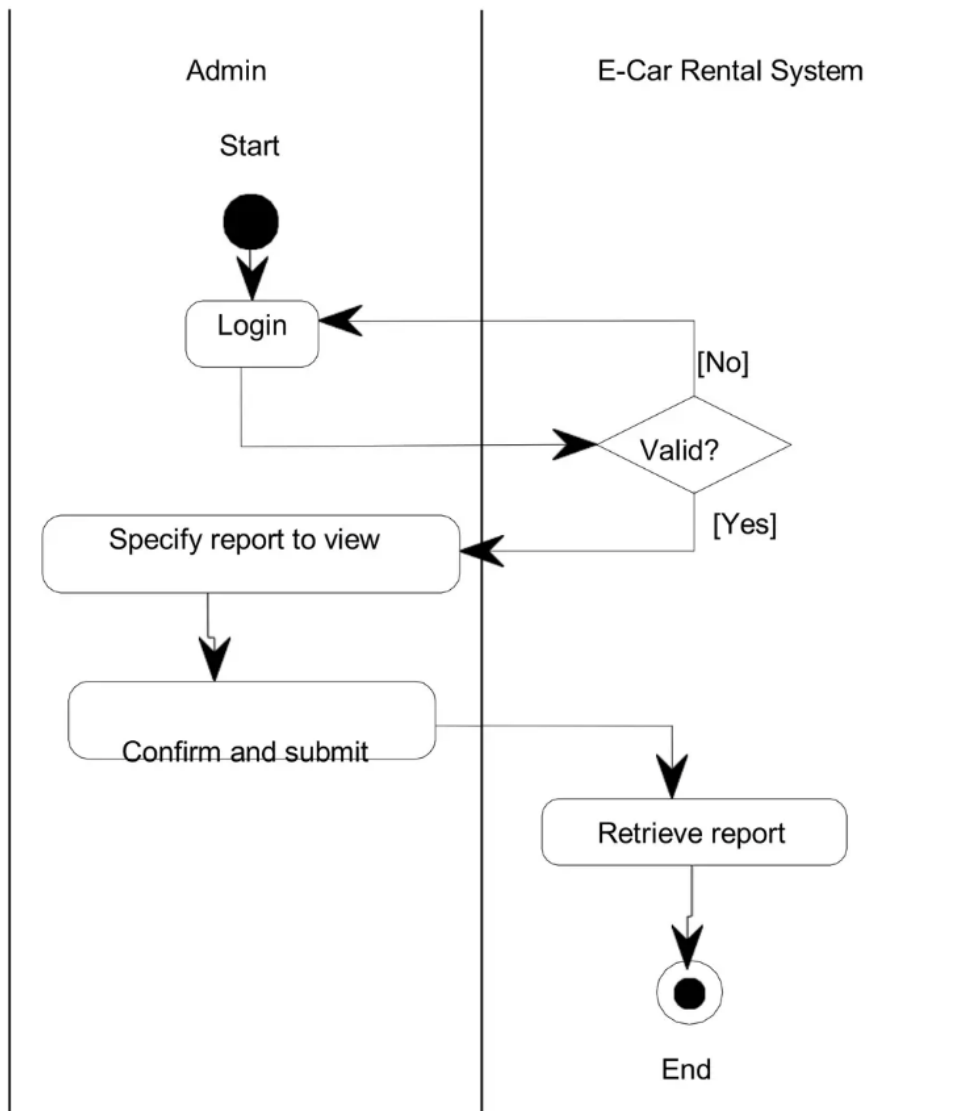 Admin
E-Car Rental System
Start
Login
[No]
Valid?
[Yes]
Specify report to view
Confirm and submit
Retrieve report
End